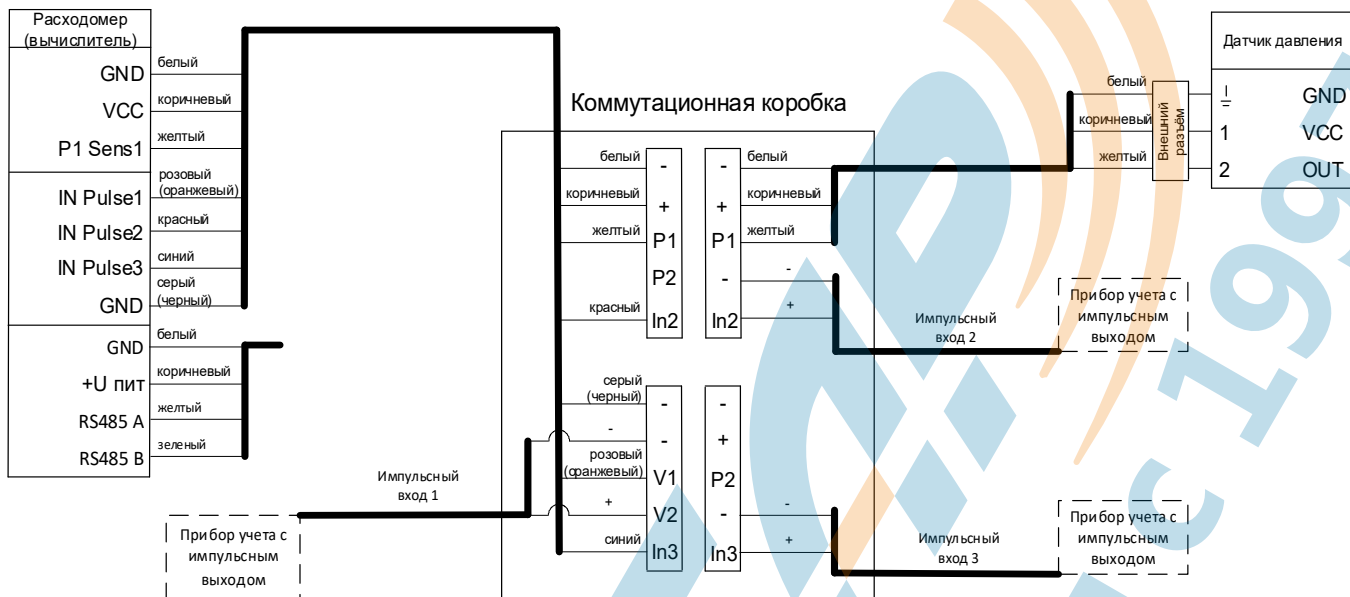 Расходомер
(вычислитель)
GND
белый
VCC
коричневый
P1 Sens1
желтый
IN Pulse1
розовый
(оранжевый)
IN Pulse2
красный
IN Pulse3
синий
GND
серый
(черный)
GND
белый
+U пит
коричневый
RS485 A
желтый
RS485 B
зеленый
Коммутационная коробка
белый
-
коричневый
+
желтый
P1
P2
красный
In2
-
белый
+
коричневый
P1
желтый
-
-
In2
+
Импульсный
вход 2
Прибор учета с
импульсным
выходом
Датчик давления
белый
коричневый
желтый
Внешний
разъём
GND
1
VCC
2
OUT
серый
(черный)
-
-
-
розовый
(оранжевый)
V1
+
V2
синий
In3
-
+
P2
-
-
In3
+
Импульсный
вход 1
Прибор учета с
импульсным
выходом
Импульсный
вход 3
Прибор учета с
импульсным
выходом
с 1997